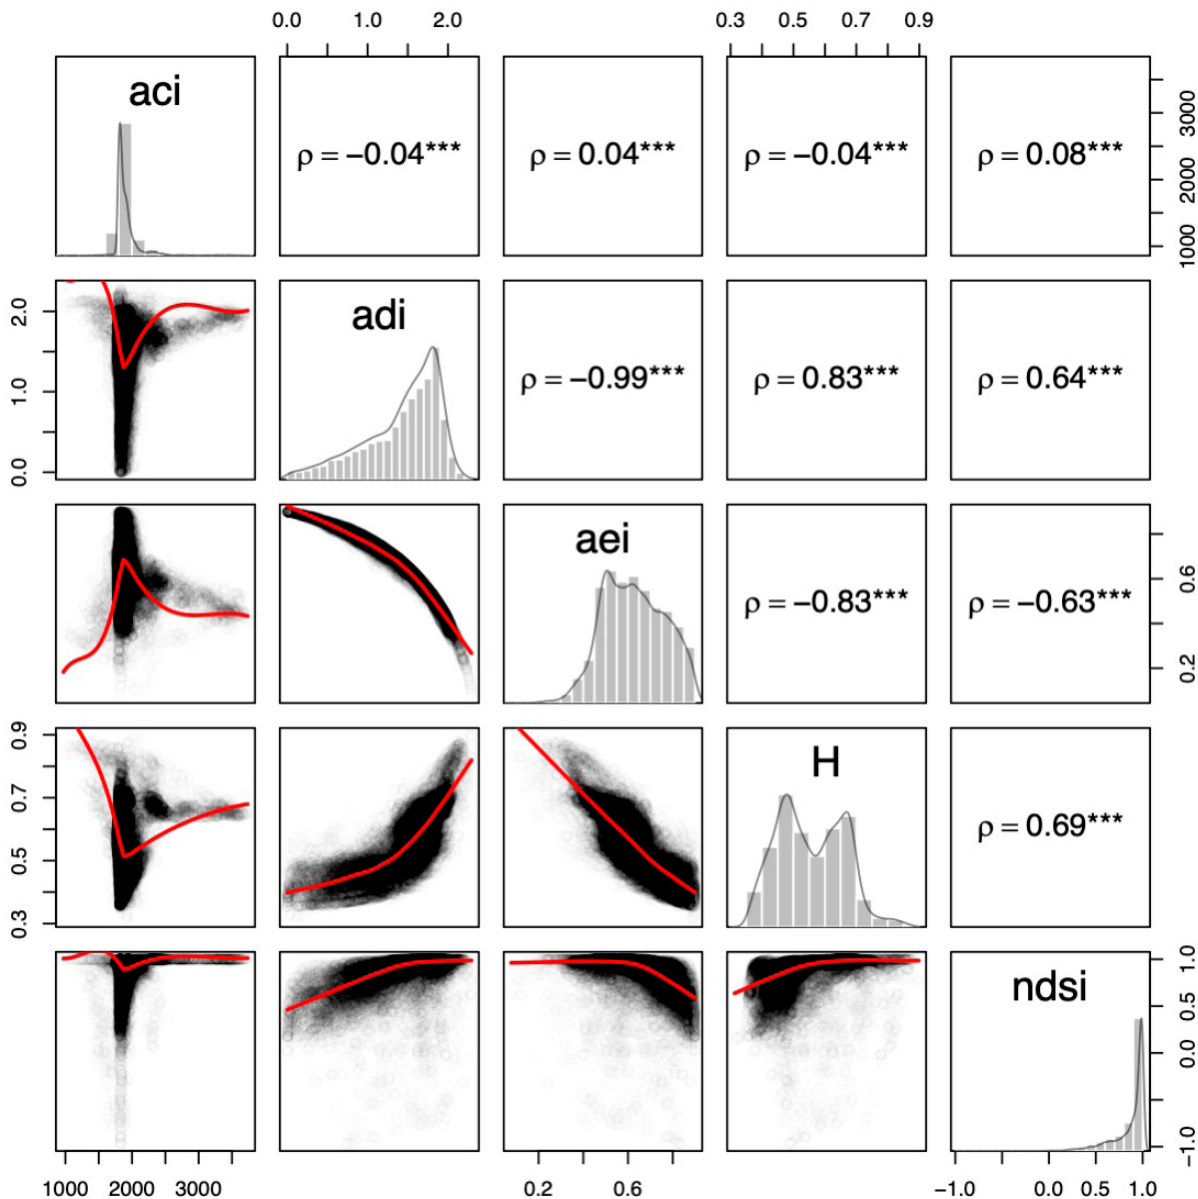 0.0 1.0 2.0 0.3 0.5 0.7 0.9
aci
ρ = −0.04***
ρ = 0.04***
ρ = −0.04***
ρ = 0.08***
1000 2000 3000
0.0 1.0 2.0
adi
ρ = −0.99***
ρ = 0.83***
ρ = 0.64***
aei
ρ = −0.83***
ρ = −0.63***
0.2 0.6
0.3 0.5 0.7 0.9
H
ρ = 0.69***
ndsi
−1.0 0.0 0.5 1.0
1000 2000 3000 0.2 0.6 −1.0 0.0 0.5 1.0